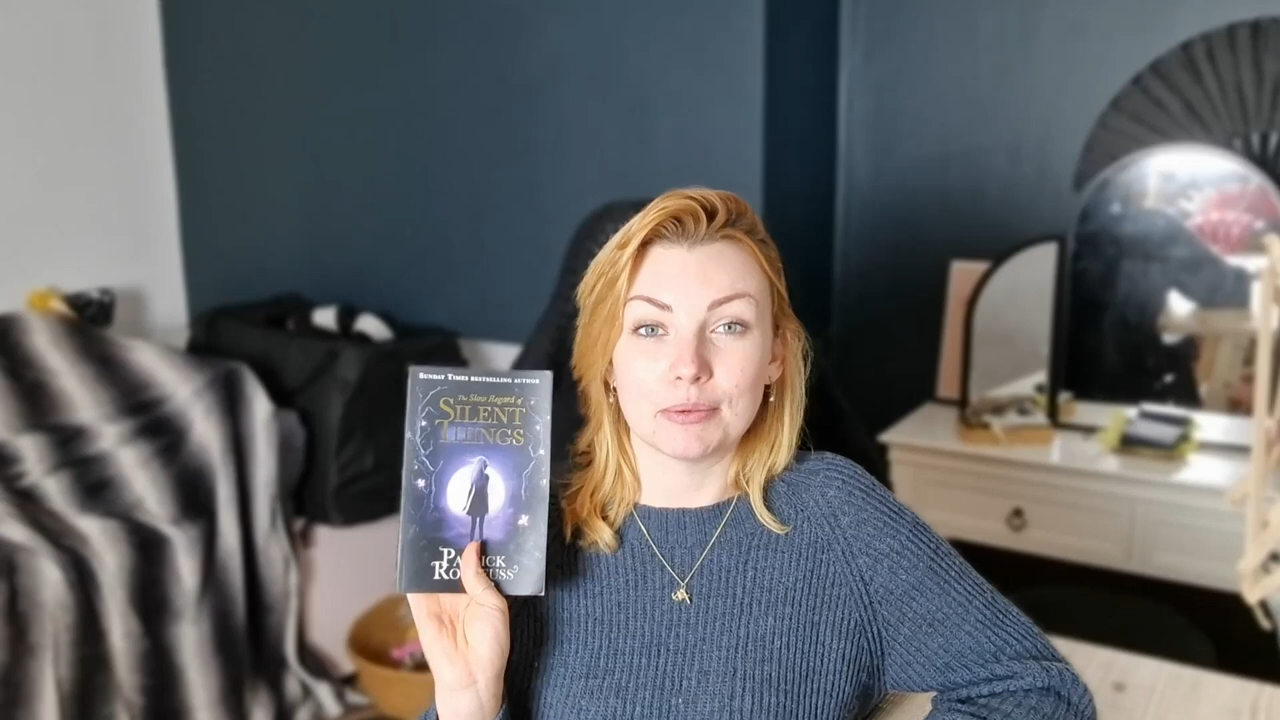 SUNDAY TIMES BESTSELLING AUTHOR
The Slow Regard of
SILENT
THINGS